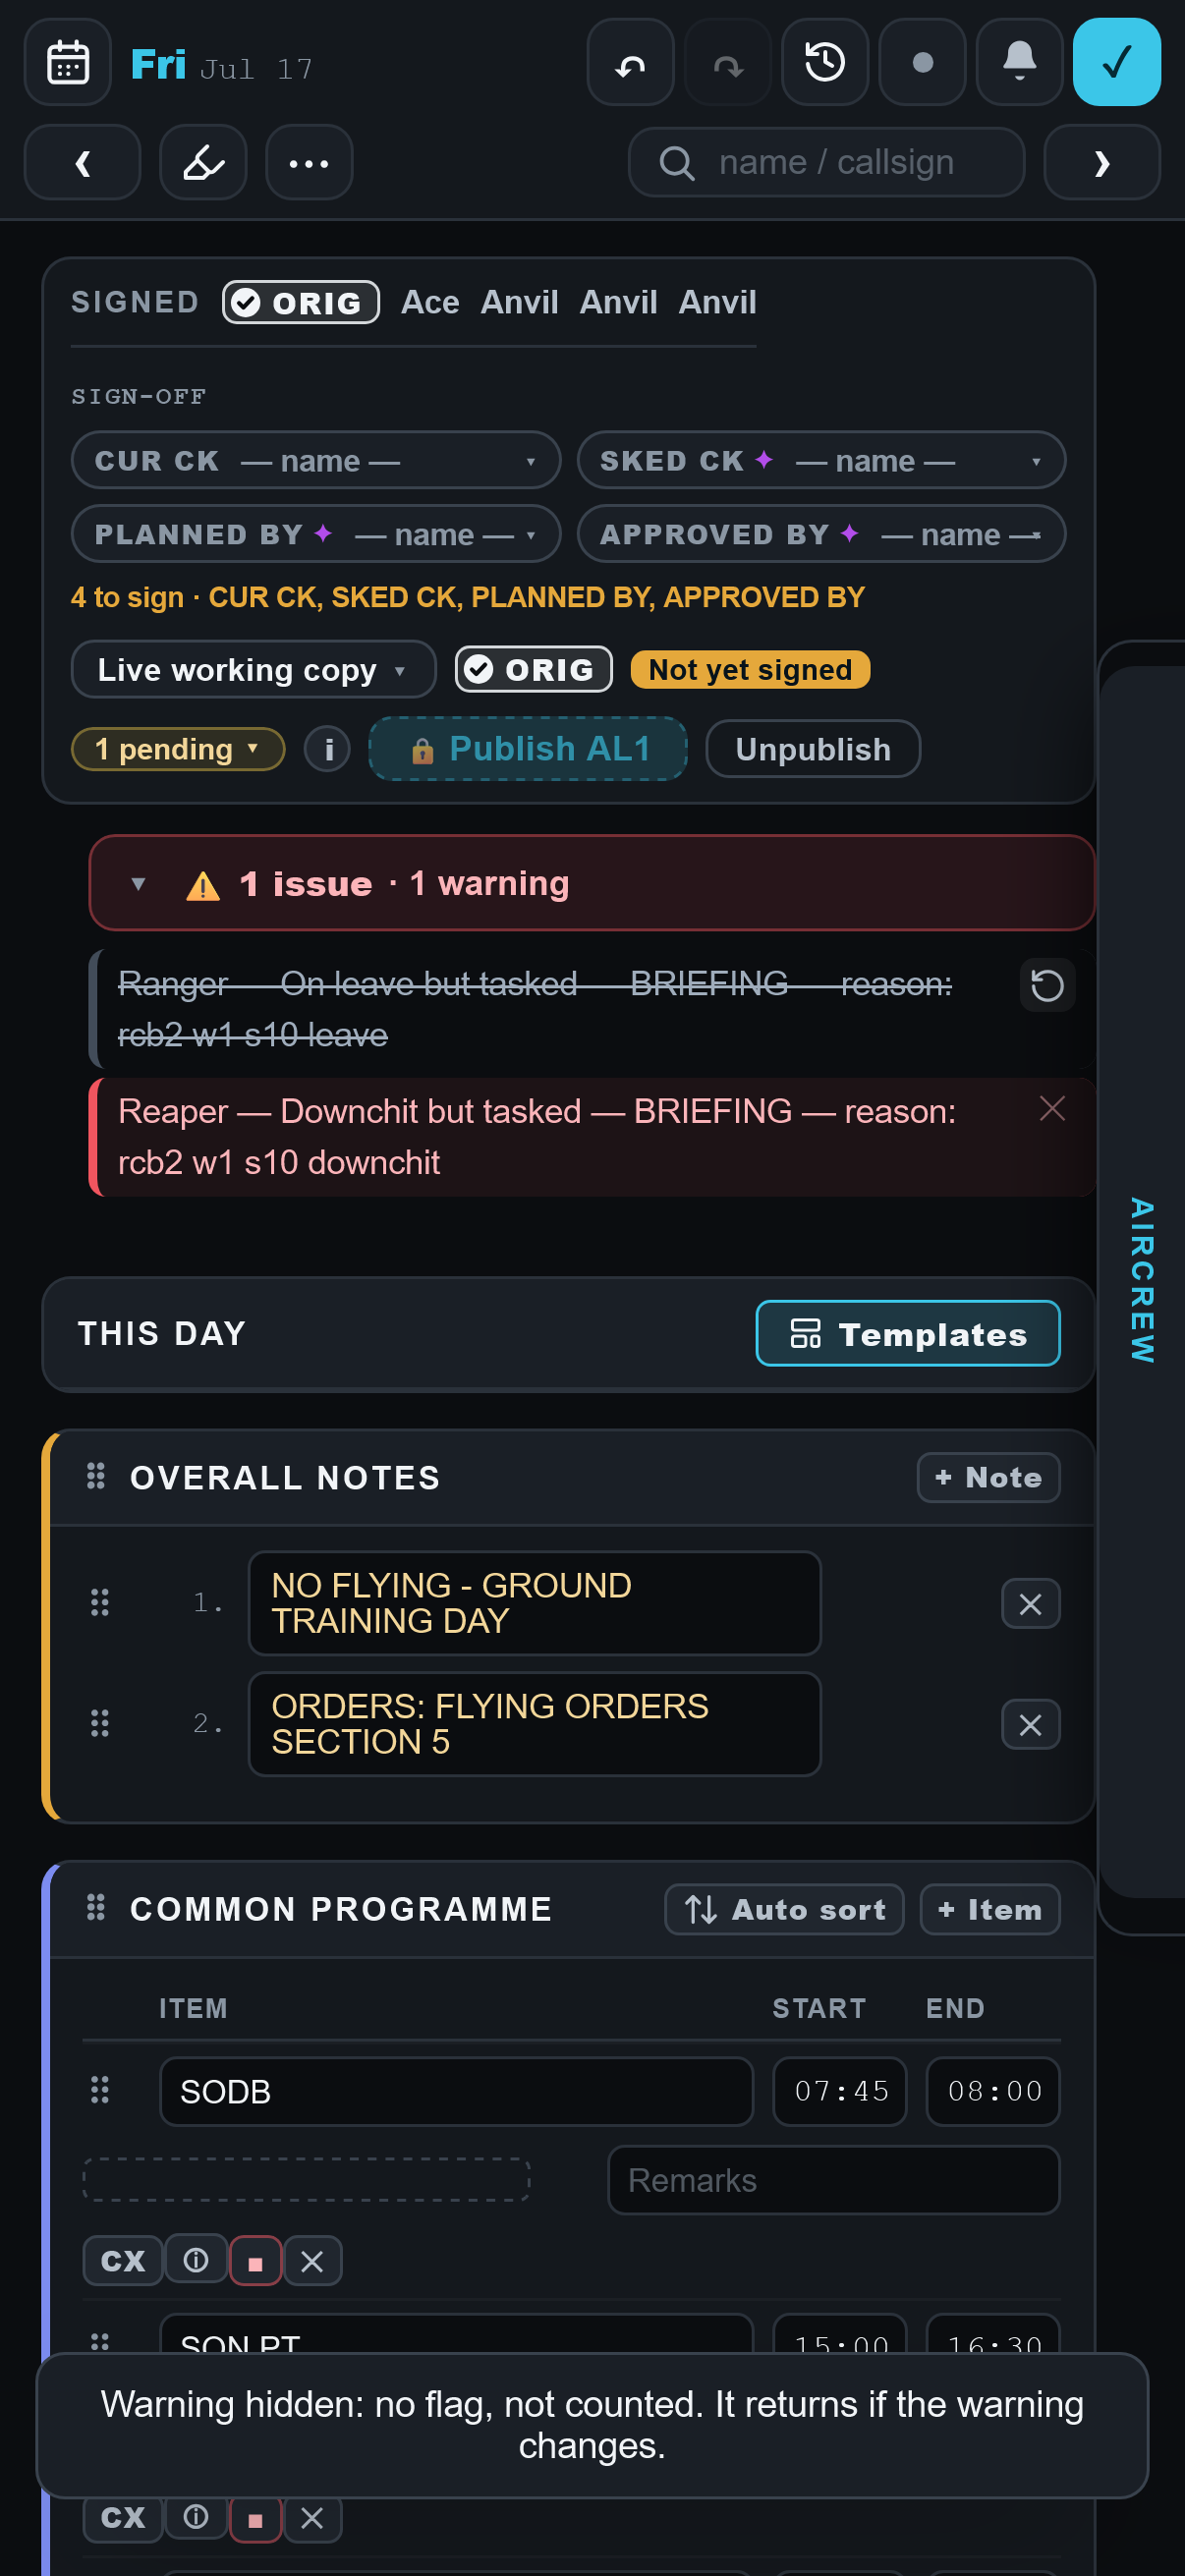 Fri Jul 17
name / callsign
SIGNED ORIG Ace Anvil Anvil Anvil
SIGN-OFF
CUR CK — name —
SKED CK ✦ — name —
PLANNED BY ✦ — name —
APPROVED BY ✦ — name —
4 to sign · CUR CK, SKED CK, PLANNED BY, APPROVED BY
Live working copy ORIG Not yet signed
1 pending i Publish AL1 Unpublish
1 issue · 1 warning
Ranger — On leave but tasked — BRIEFING — reason:
rcb2 w1 s10 leave
Reaper — Downchit but tasked — BRIEFING — reason:
rcb2 w1 s10 downchit
AIRCREW
THIS DAY Templates
OVERALL NOTES + Note
1. NO FLYING - GROUND
TRAINING DAY
2. ORDERS: FLYING ORDERS
SECTION 5
COMMON PROGRAMME Auto sort + Item
ITEM START END
SODB 07:45 08:00
Remarks
CX
SON PT 15:00 16:30
Warning hidden: no flag, not counted. It returns if the warning
changes.
CX